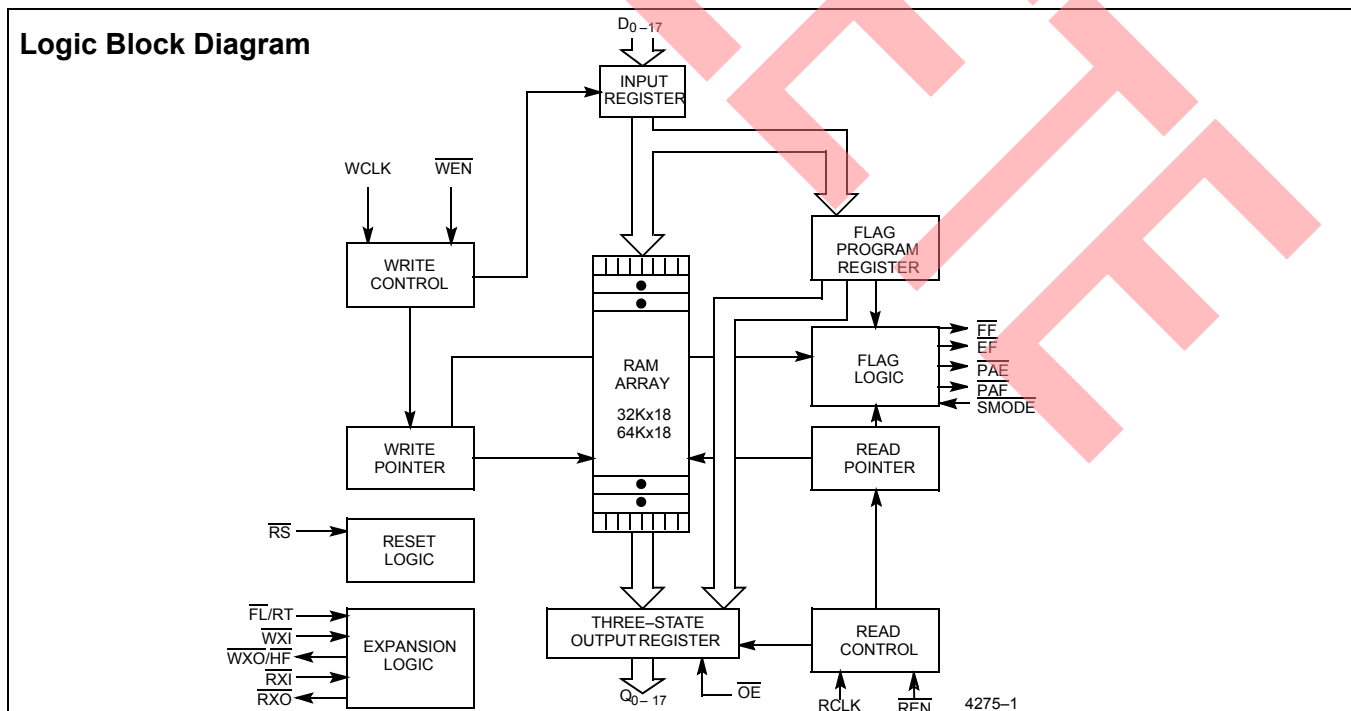 Logic Block Diagram
D0–17
INPUT
REGISTER
WCLK
WEN
WRITE
CONTROL
FLAG
PROGRAM
REGISTER
RAM
ARRAY
32Kx18
64Kx18
FLAG
LOGIC
FF
EF
PAE
PAF
SMODE
WRITE
POINTER
READ
POINTER
RS
RESET
LOGIC
FL/RT
WXI
WXO/HF
RXI
RXO
EXPANSION
LOGIC
THREE–STATE
OUTPUT REGISTER
READ
CONTROL
Q0–17
OE
RCLK
REN
4275–1